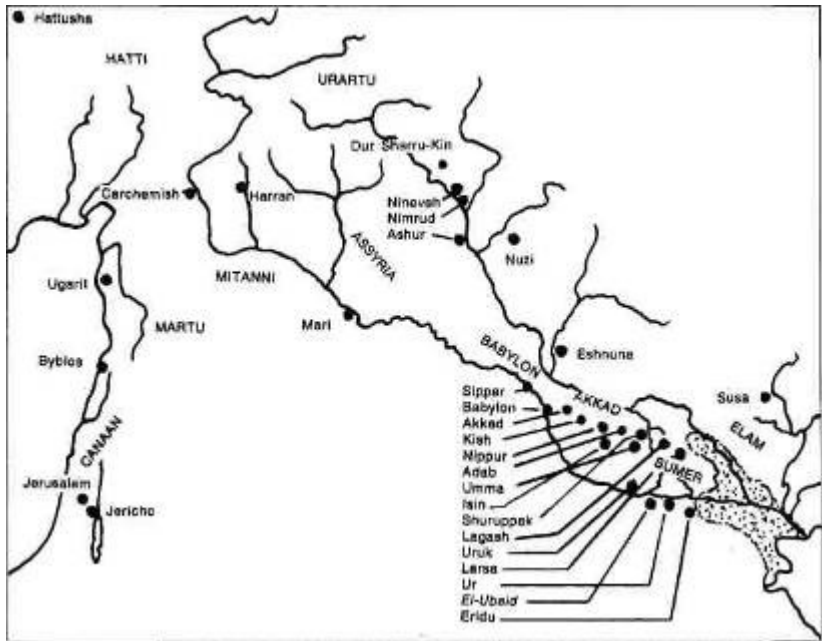 Hattusha
HATTI
URARTU
Dur Sharru-Kin
Carchemish
Harran
Nineveh
Nimrud
Ashur
Nuzi
ASSYRIA
MITANNI
Ugarit
MARTU
Mari
Byblos
BABYLON
Eshnuna
Sippar
Babylon
AKKAD
Akkad
Kish
Nippur
Adab
Umma
Isin
Shuruppak
Lagash
Uruk
Larsa
Ur
El-Ubaid
Eridu
Susa
ELAM
SUMER
CANAAN
Jerusalem
Jericho